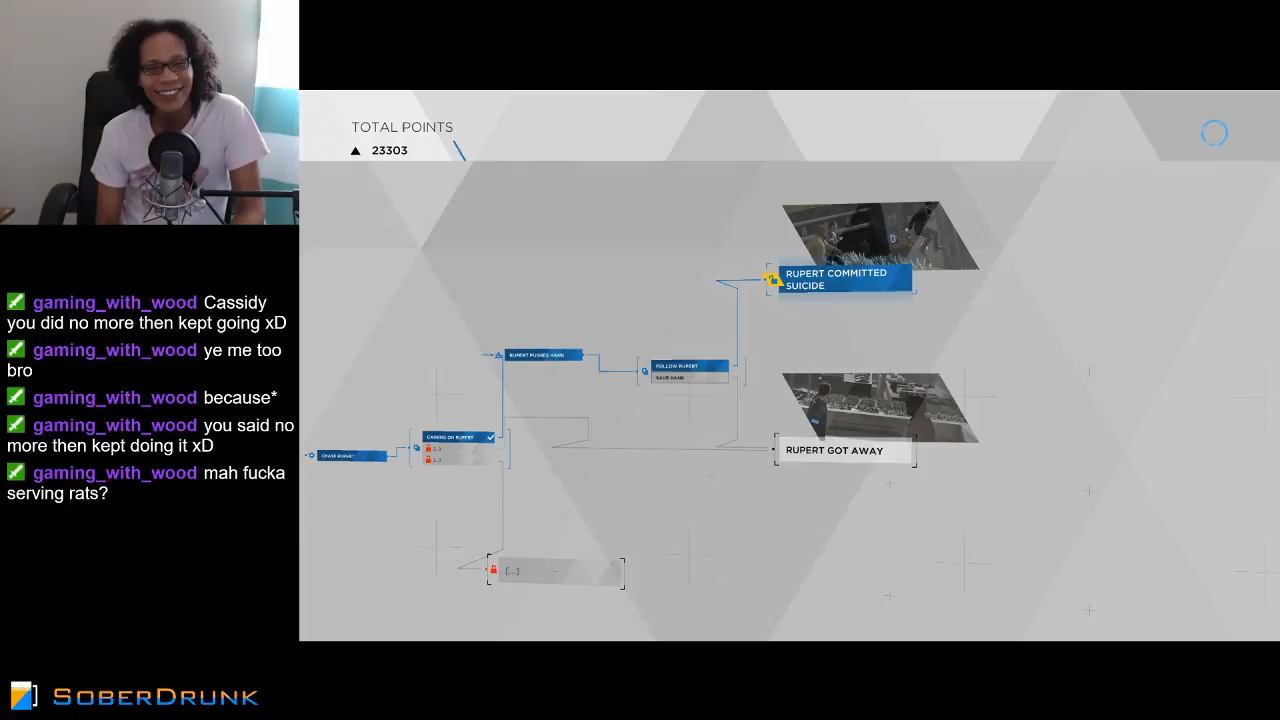 TOTAL POINTS
23303
RUPERT COMMITTED
SUICIDE
RUPERT PUSHES HANK
FOLLOW RUPERT
SAVE HANK
GAINING ON RUPERT
CHASE RUPERT
[...]
[...]
RUPERT GOT AWAY
[...]
gaming_with_wood Cassidy
you did no more then kept going xD
gaming_with_wood ye me too
bro
gaming_with_wood because*
gaming_with_wood you said no
more then kept doing it xD
gaming_with_wood mah fucka
serving rats?
SOBERDRUNK